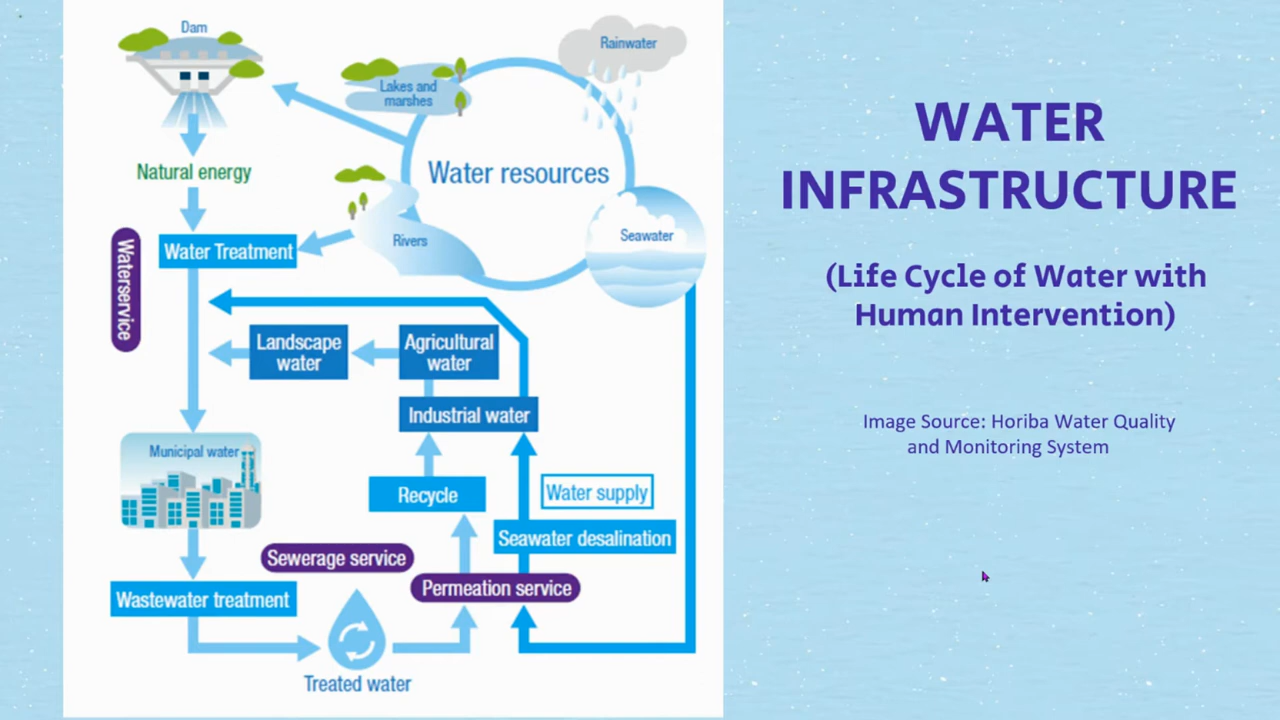 Dam
Rainwater
Lakes and
marshes
Natural energy
Water resources
Waterservice
Water Treatment
Rivers
Seawater
Landscape
water
Agricultural
water
Industrial water
Municipal water
Recycle
Water supply
Seawater desalination
Sewerage service
Permeation service
Wastewater treatment
Treated water
WATER
INFRASTRUCTURE
(Life Cycle of Water with
Human Intervention)
Image Source: Horiba Water Quality
and Monitoring System